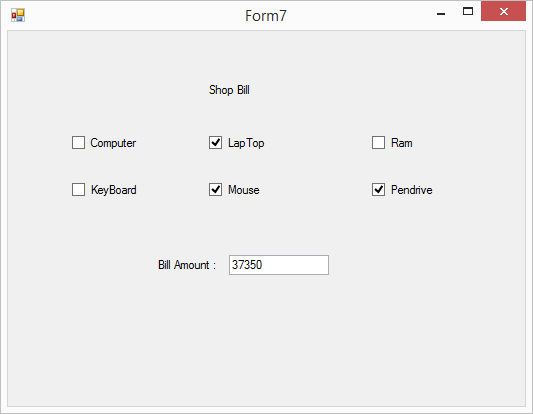 Form7
Shop Bill
Computer LapTop Ram
KeyBoard Mouse Pendrive
Bill Amount : 37350